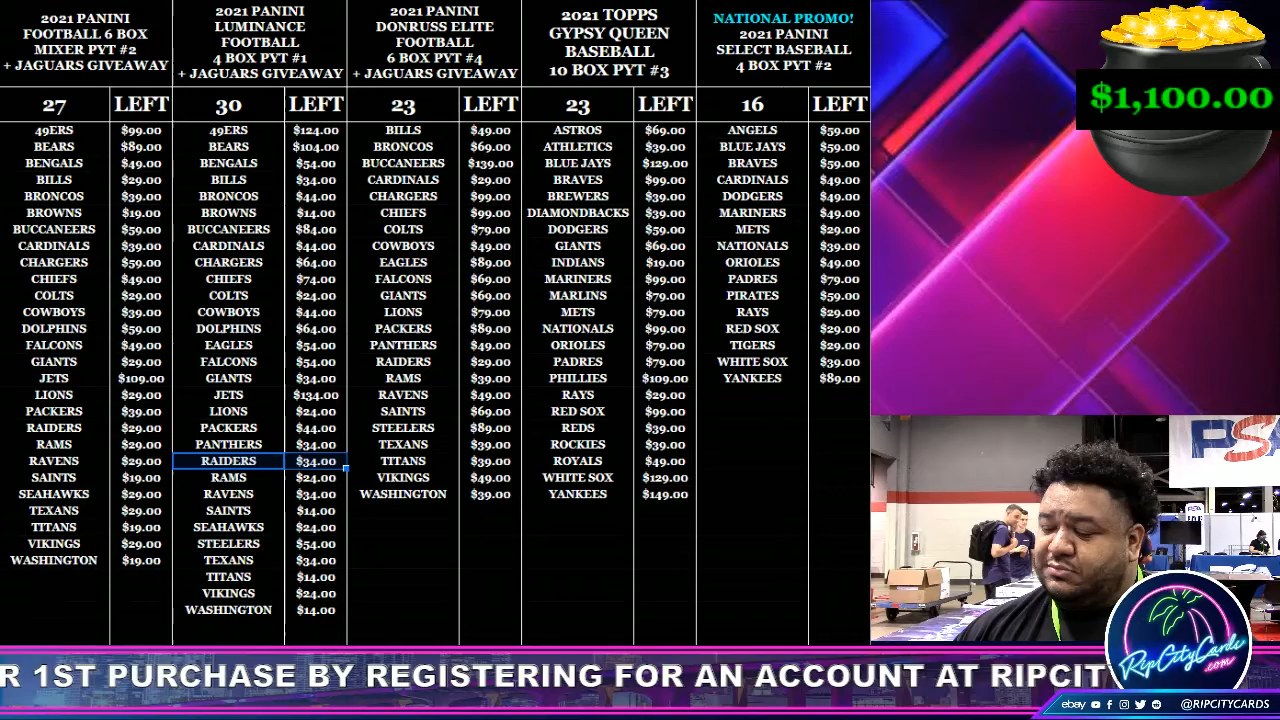 2021 PANINI
FOOTBALL 6 BOX
MIXER PYT #2
+ JAGUARS GIVEAWAY
27 LEFT
49ERS $99.00
BEARS $89.00
BENGALS $49.00
BILLS $29.00
BRONCOS $39.00
BROWNS $19.00
BUCCANEERS $59.00
CARDINALS $39.00
CHARGERS $59.00
CHIEFS $49.00
COLTS $29.00
COWBOYS $39.00
DOLPHINS $59.00
FALCONS $49.00
GIANTS $29.00
JETS $109.00
LIONS $29.00
PACKERS $39.00
RAIDERS $29.00
RAMS $29.00
RAVENS $29.00
SAINTS $19.00
SEAHAWKS $29.00
TEXANS $29.00
TITANS $19.00
VIKINGS $29.00
WASHINGTON $19.00
2021 PANINI
LUMINANCE
FOOTBALL
4 BOX PYT #1
+ JAGUARS GIVEAWAY
30 LEFT
49ERS $124.00
BEARS $104.00
BENGALS $54.00
BILLS $34.00
BRONCOS $44.00
BROWNS $14.00
BUCCANEERS $84.00
CARDINALS $44.00
CHARGERS $64.00
CHIEFS $74.00
COLTS $24.00
COWBOYS $44.00
DOLPHINS $64.00
EAGLES $54.00
FALCONS $54.00
GIANTS $34.00
JETS $134.00
LIONS $24.00
PACKERS $44.00
PANTHERS $34.00
RAIDERS $34.00
RAMS $24.00
RAVENS $34.00
SAINTS $14.00
SEAHAWKS $24.00
STEELERS $54.00
TEXANS $34.00
TITANS $14.00
VIKINGS $24.00
WASHINGTON $14.00
2021 PANINI
DONRUSS ELITE
FOOTBALL
6 BOX PYT #4
+ JAGUARS GIVEAWAY
23 LEFT
BILLS $49.00
BRONCOS $69.00
BUCCANEERS $139.00
CARDINALS $29.00
CHARGERS $99.00
CHIEFS $99.00
COLTS $79.00
COWBOYS $49.00
EAGLES $89.00
FALCONS $69.00
GIANTS $69.00
LIONS $79.00
PACKERS $89.00
PANTHERS $49.00
RAIDERS $29.00
RAMS $39.00
RAVENS $49.00
SAINTS $69.00
STEELERS $89.00
TEXANS $39.00
TITANS $39.00
VIKINGS $49.00
WASHINGTON $39.00
2021 TOPPS
GYPSY QUEEN
BASEBALL
10 BOX PYT #3
23 LEFT
ASTROS $69.00
ATHLETICS $39.00
BLUE JAYS $129.00
BRAVES $99.00
BREWERS $39.00
DIAMONDBACKS $39.00
DODGERS $59.00
GIANTS $69.00
INDIANS $19.00
MARINERS $99.00
MARLINS $79.00
METS $79.00
NATIONALS $99.00
ORIOLES $79.00
PADRES $79.00
PHILLIES $109.00
RAYS $29.00
RED SOX $99.00
REDS $39.00
ROCKIES $39.00
ROYALS $49.00
WHITE SOX $129.00
YANKEES $149.00
NATIONAL PROMO!
2021 PANINI
SELECT BASEBALL
4 BOX PYT #2
16 LEFT
ANGELS $59.00
BLUE JAYS $59.00
BRAVES $59.00
CARDINALS $49.00
DODGERS $49.00
MARINERS $49.00
METS $29.00
NATIONALS $39.00
ORIOLES $49.00
PADRES $79.00
PIRATES $59.00
RAYS $29.00
RED SOX $29.00
TIGERS $29.00
WHITE SOX $39.00
YANKEES $89.00
$1,100.00
PSA
PSA
RipCityCards
.com
R 1ST PURCHASE BY REGISTERING FOR AN ACCOUNT AT RIPCITY
ebay @RIPCITYCARDS